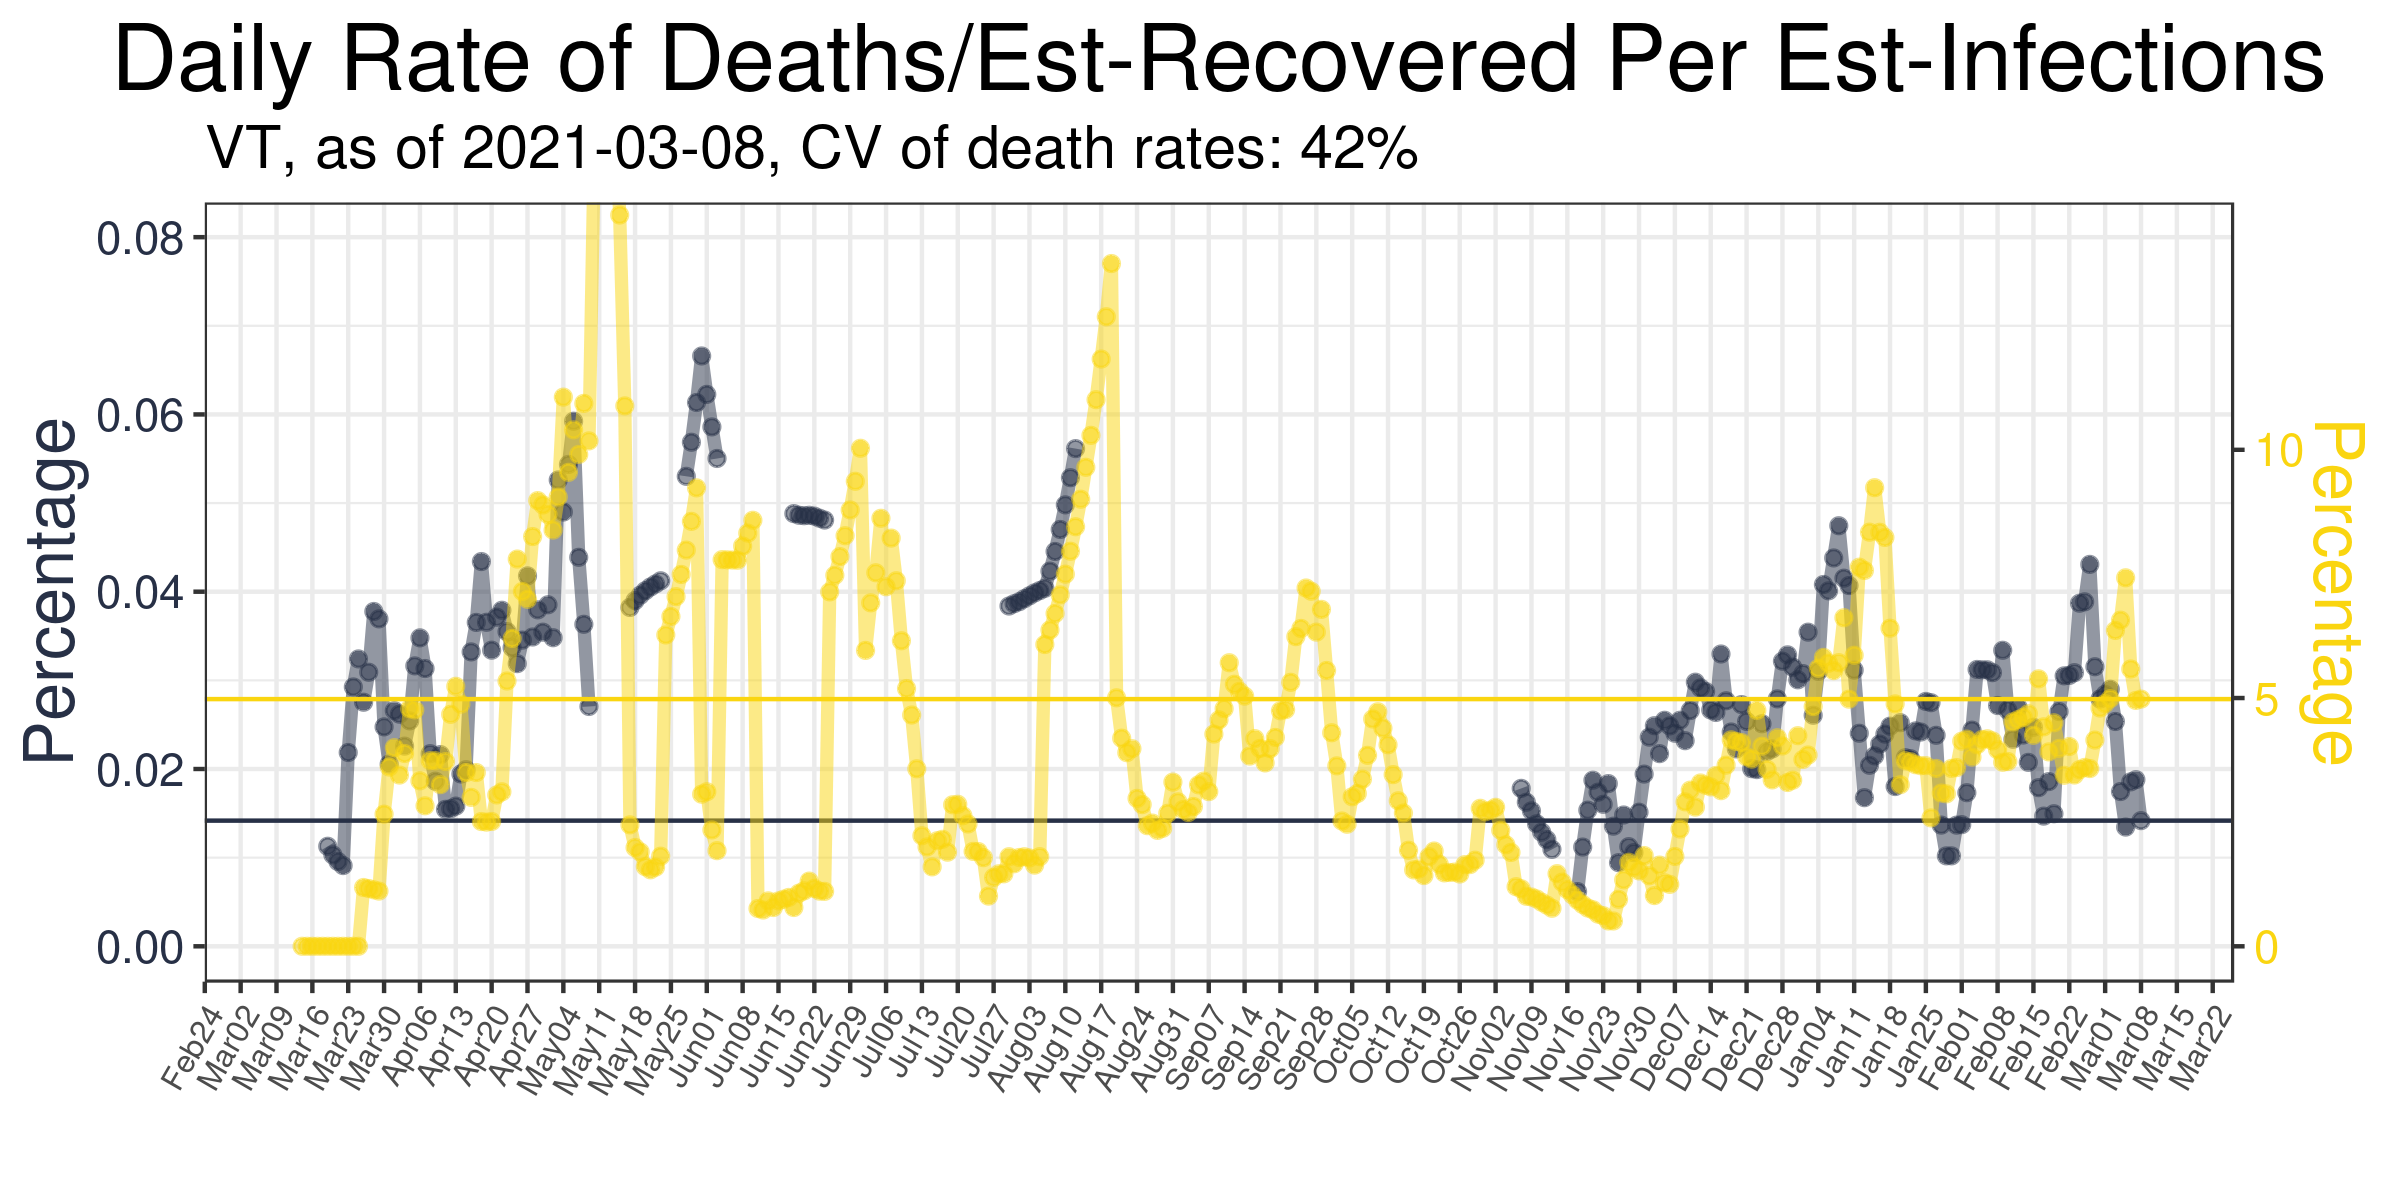 Daily Rate of Deaths/Est-Recovered Per Est-Infections
VT, as of 2021-03-08, CV of death rates: 42%
Percentage
0.08
0.06
0.04
0.02
0.00
10
5
0
Percentage
Feb24 Mar02 Mar09 Mar16 Mar23 Mar30 Apr06 Apr13 Apr20 Apr27 May04 May11 May18 May25 Jun01 Jun08 Jun15 Jun22 Jun29 Jul06 Jul13 Jul20 Jul27 Aug03 Aug10 Aug17 Aug24 Aug31 Sep07 Sep14 Sep21 Sep28 Oct05 Oct12 Oct19 Oct26 Nov02 Nov09 Nov16 Nov23 Nov30 Dec07 Dec14 Dec21 Dec28 Jan04 Jan11 Jan18 Jan25 Feb01 Feb08 Feb15 Feb22 Mar01 Mar08 Mar15 Mar22